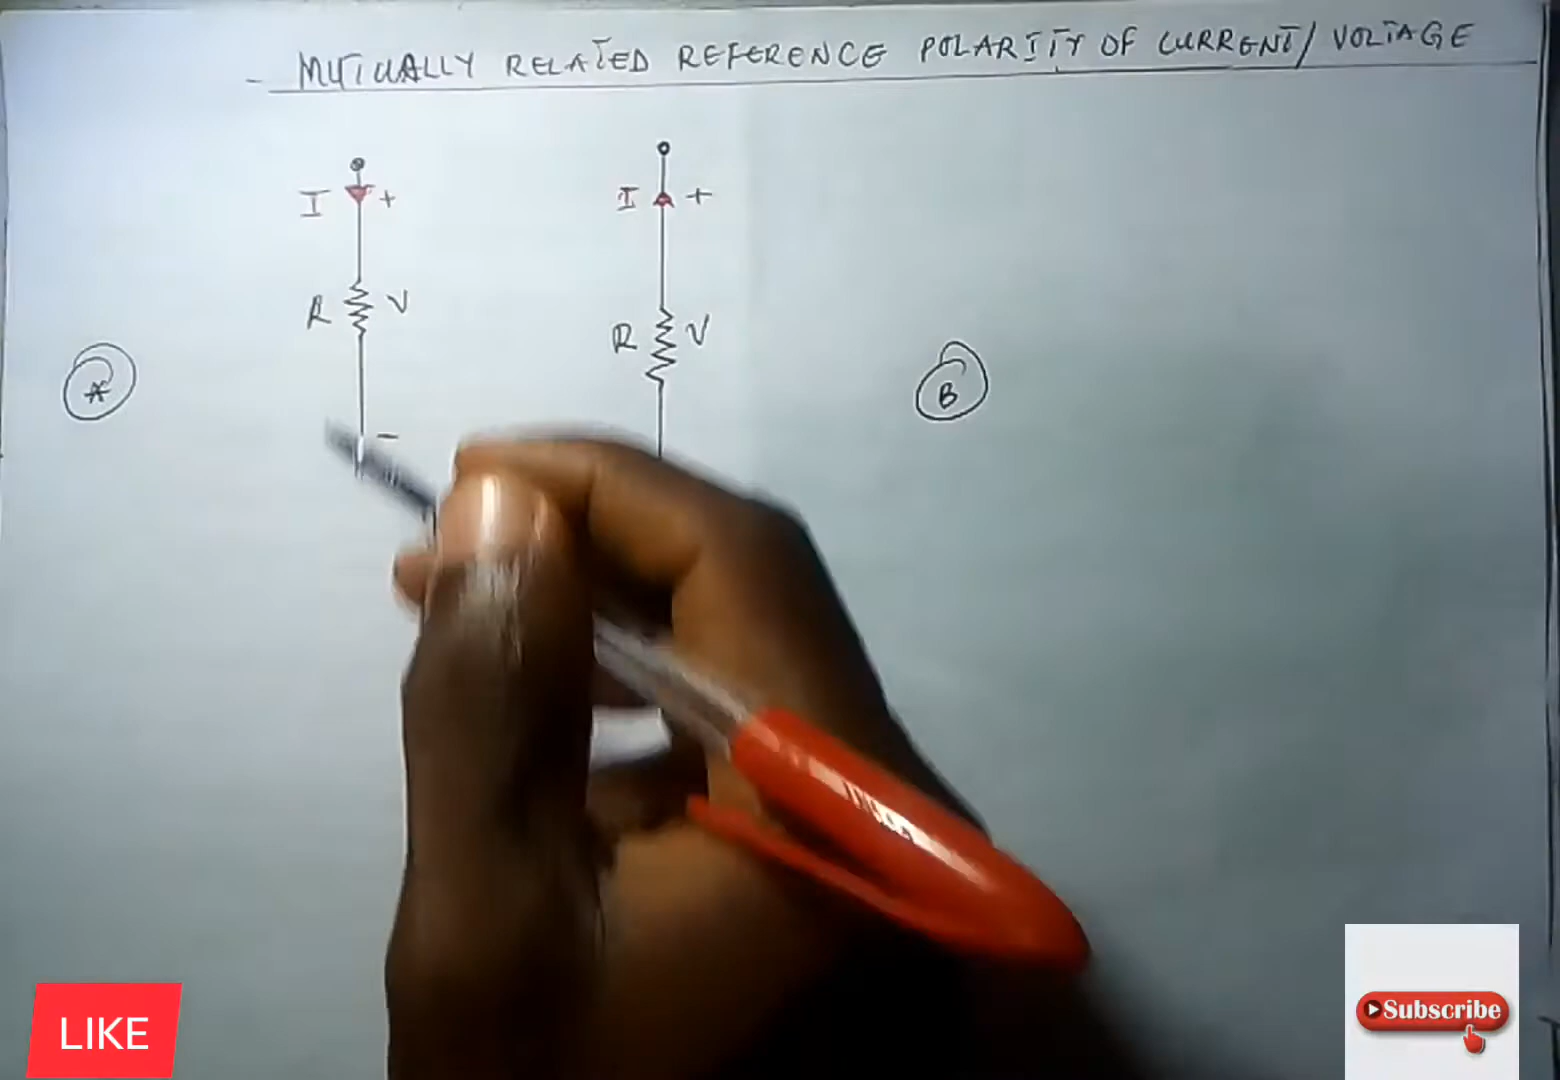 - MUTUALLY RELATED REFERENCE POLARITY OF CURRENT/ VOLTAGE
I + I +
R V R V
A B
-
LIKE
Subscribe